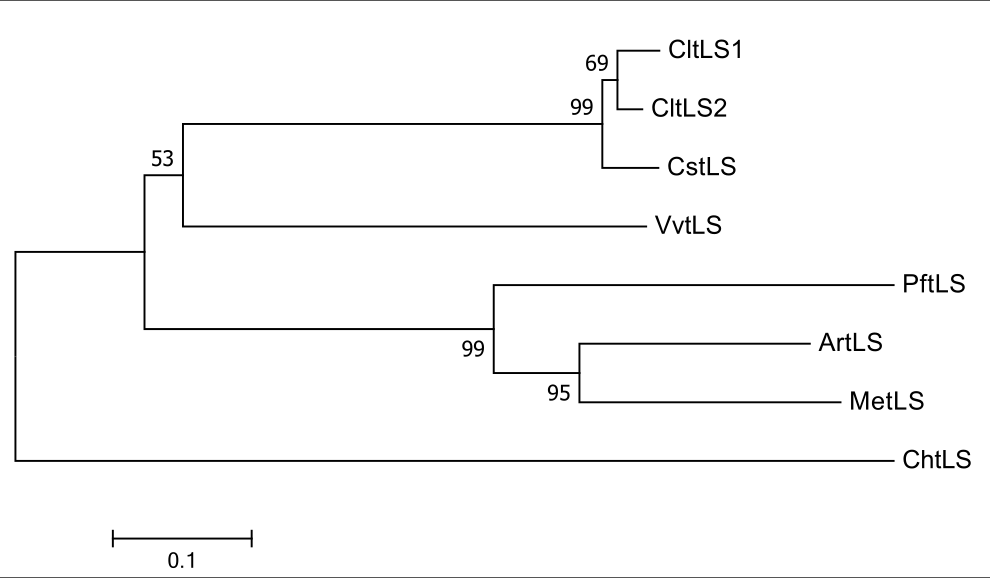 CltLS1
69
CltLS2
99
53
CstLS
VvtLS
PftLS
99
ArtLS
95
MetLS
ChtLS
0.1